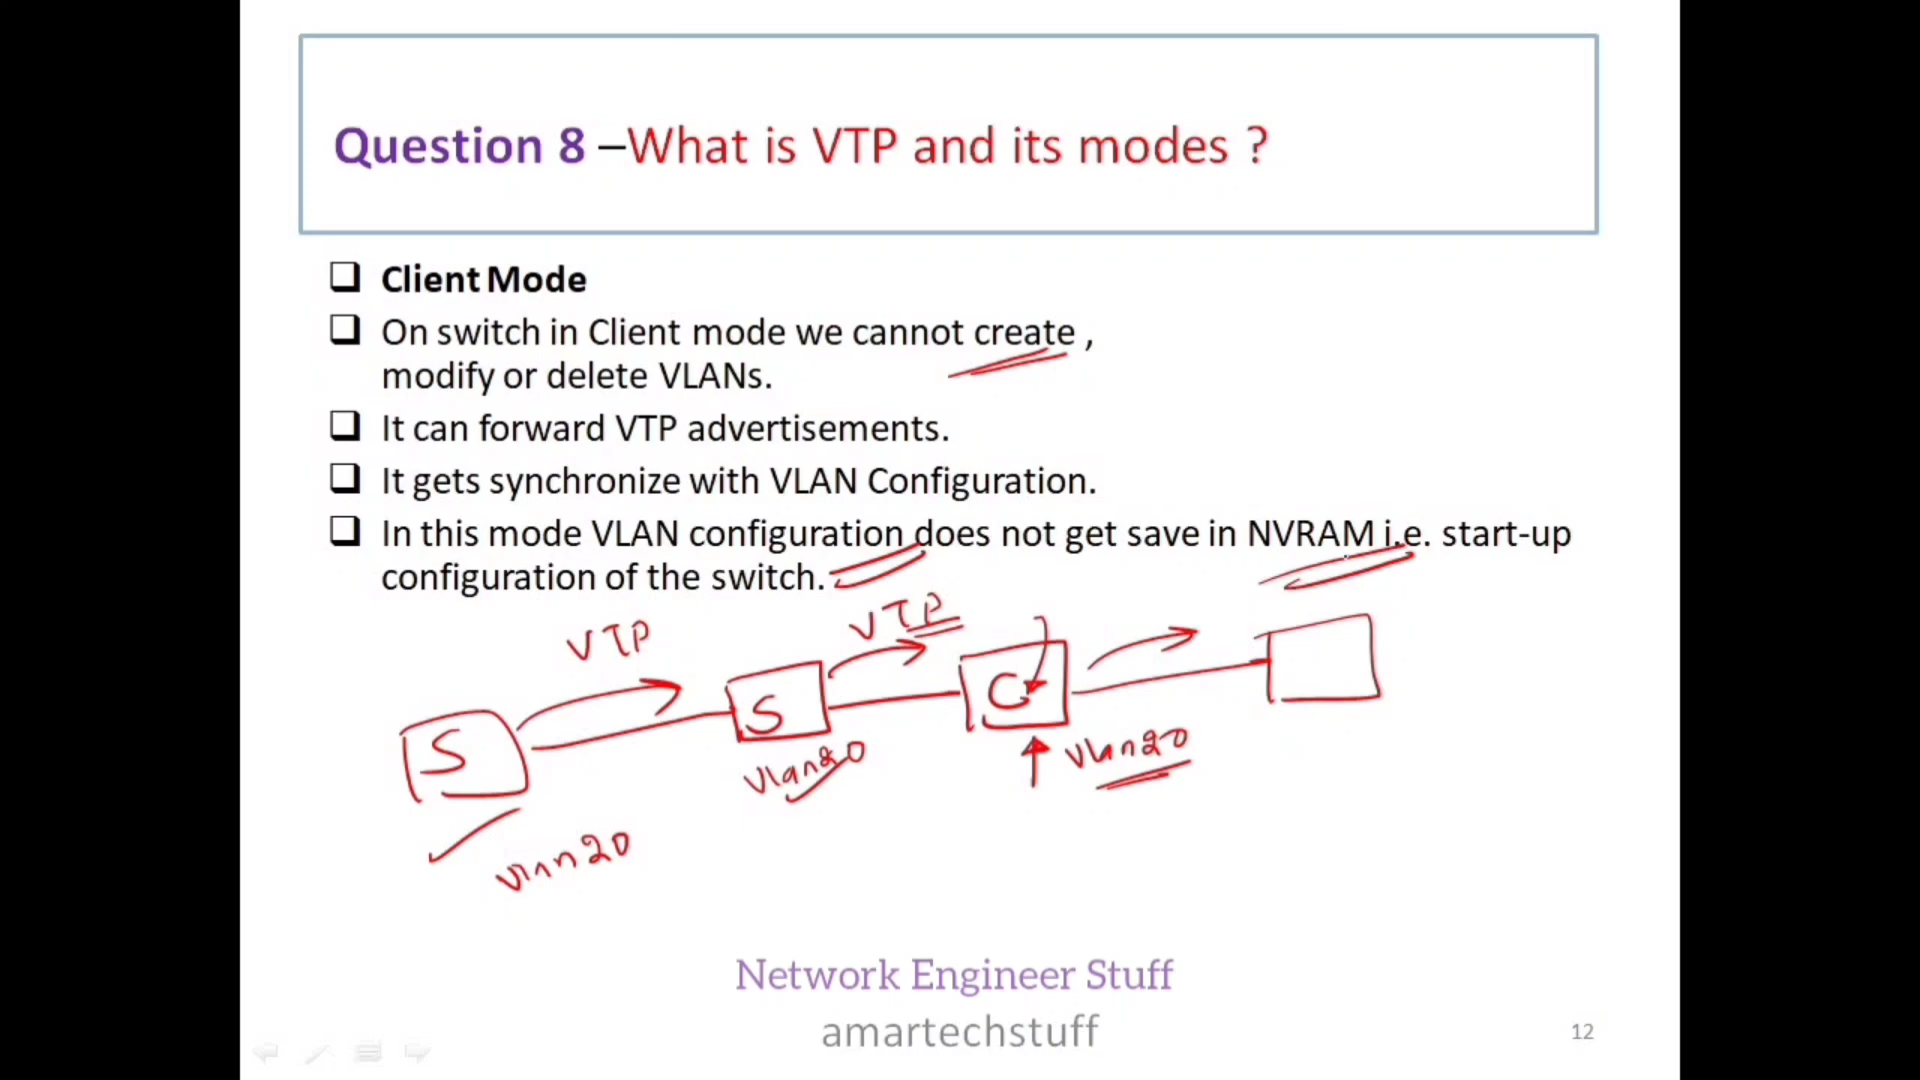 Question 8 –What is VTP and its modes ?
Client Mode
On switch in Client mode we cannot create ,
modify or delete VLANs.
It can forward VTP advertisements.
It gets synchronize with VLAN Configuration.
In this mode VLAN configuration does not get save in NVRAM i.e. start-up
configuration of the switch.
VTP
VTP
S
S
C
Vlan20
Vlan20
Vlan20
Network Engineer Stuff
amartechstuff
12